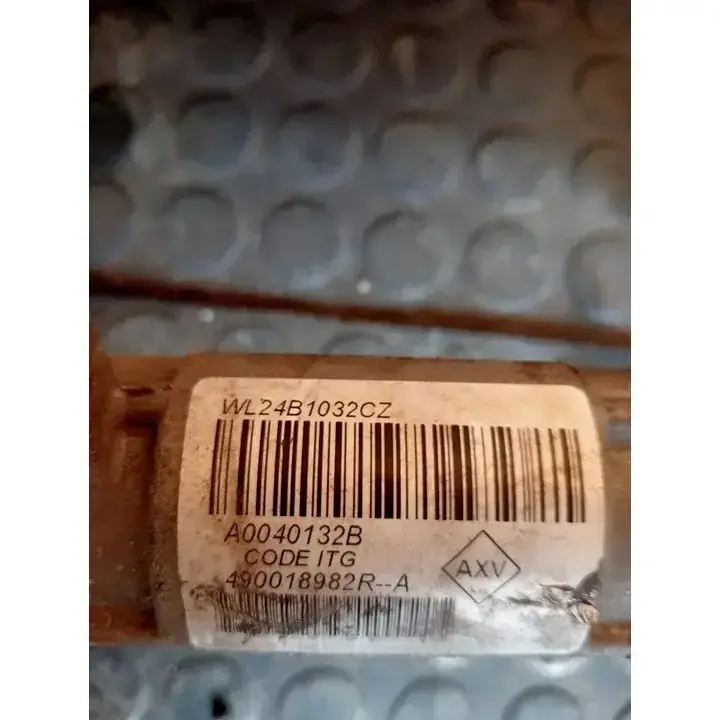 WL24B1032CZ
A0040132B
CODE ITG
490018982R--A
AXV